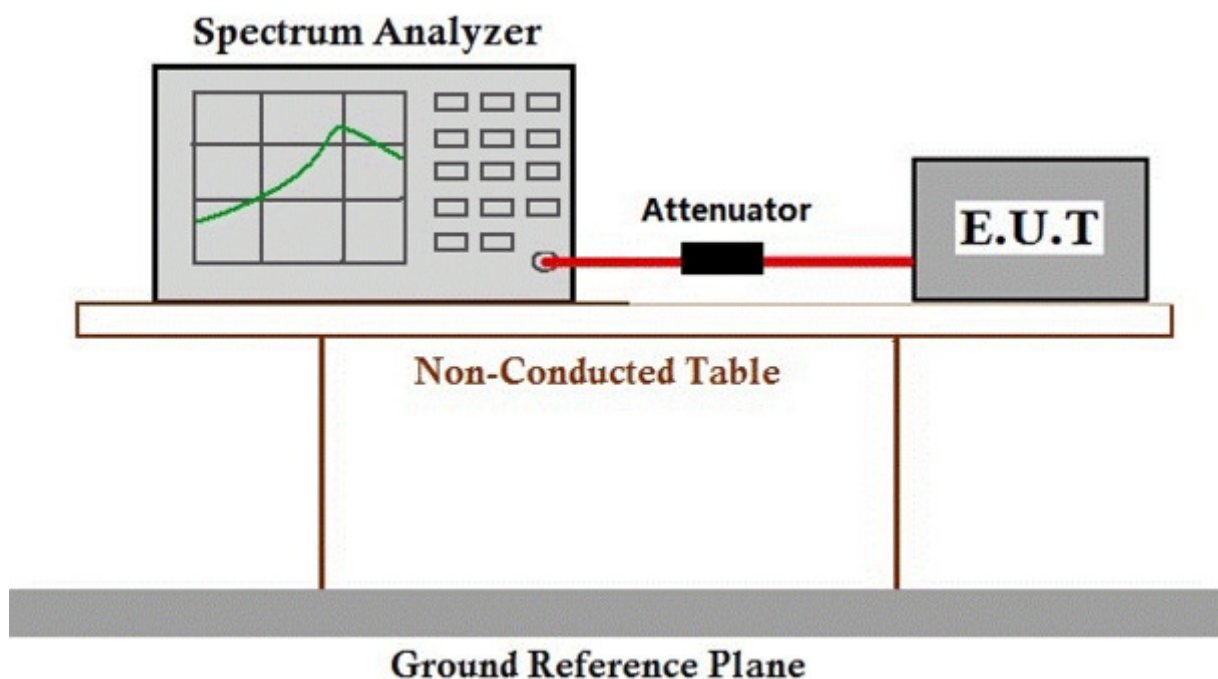 Spectrum Analyzer
Attenuator
E.U.T
Non-Conducted Table
Ground Reference Plane